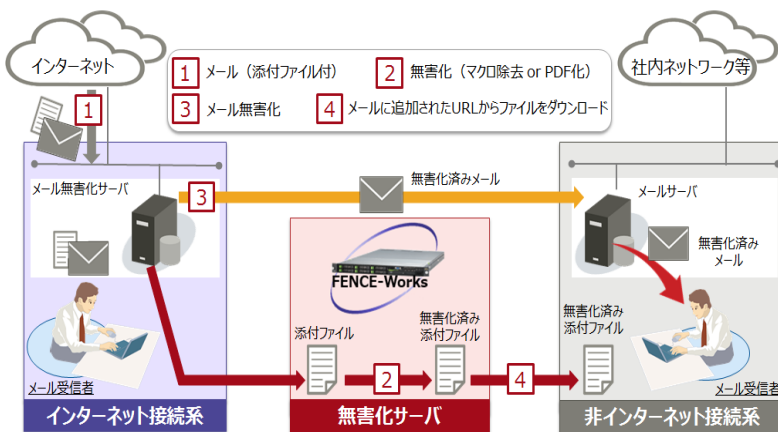 インターネット
1 メール（添付ファイル付）
2 無害化（マクロ除去 or PDF化）
3 メール無害化
4 メールに追加されたURLからファイルをダウンロード
社内ネットワーク等
1
メール無害化サーバ
3
無害化済みメール
メールサーバ
無害化済み
メール
FENCE-Works
添付ファイル
無害化済み
添付ファイル
無害化済み
添付ファイル
2
4
メール受信者
メール受信者
インターネット接続系
無害化サーバ
非インターネット接続系